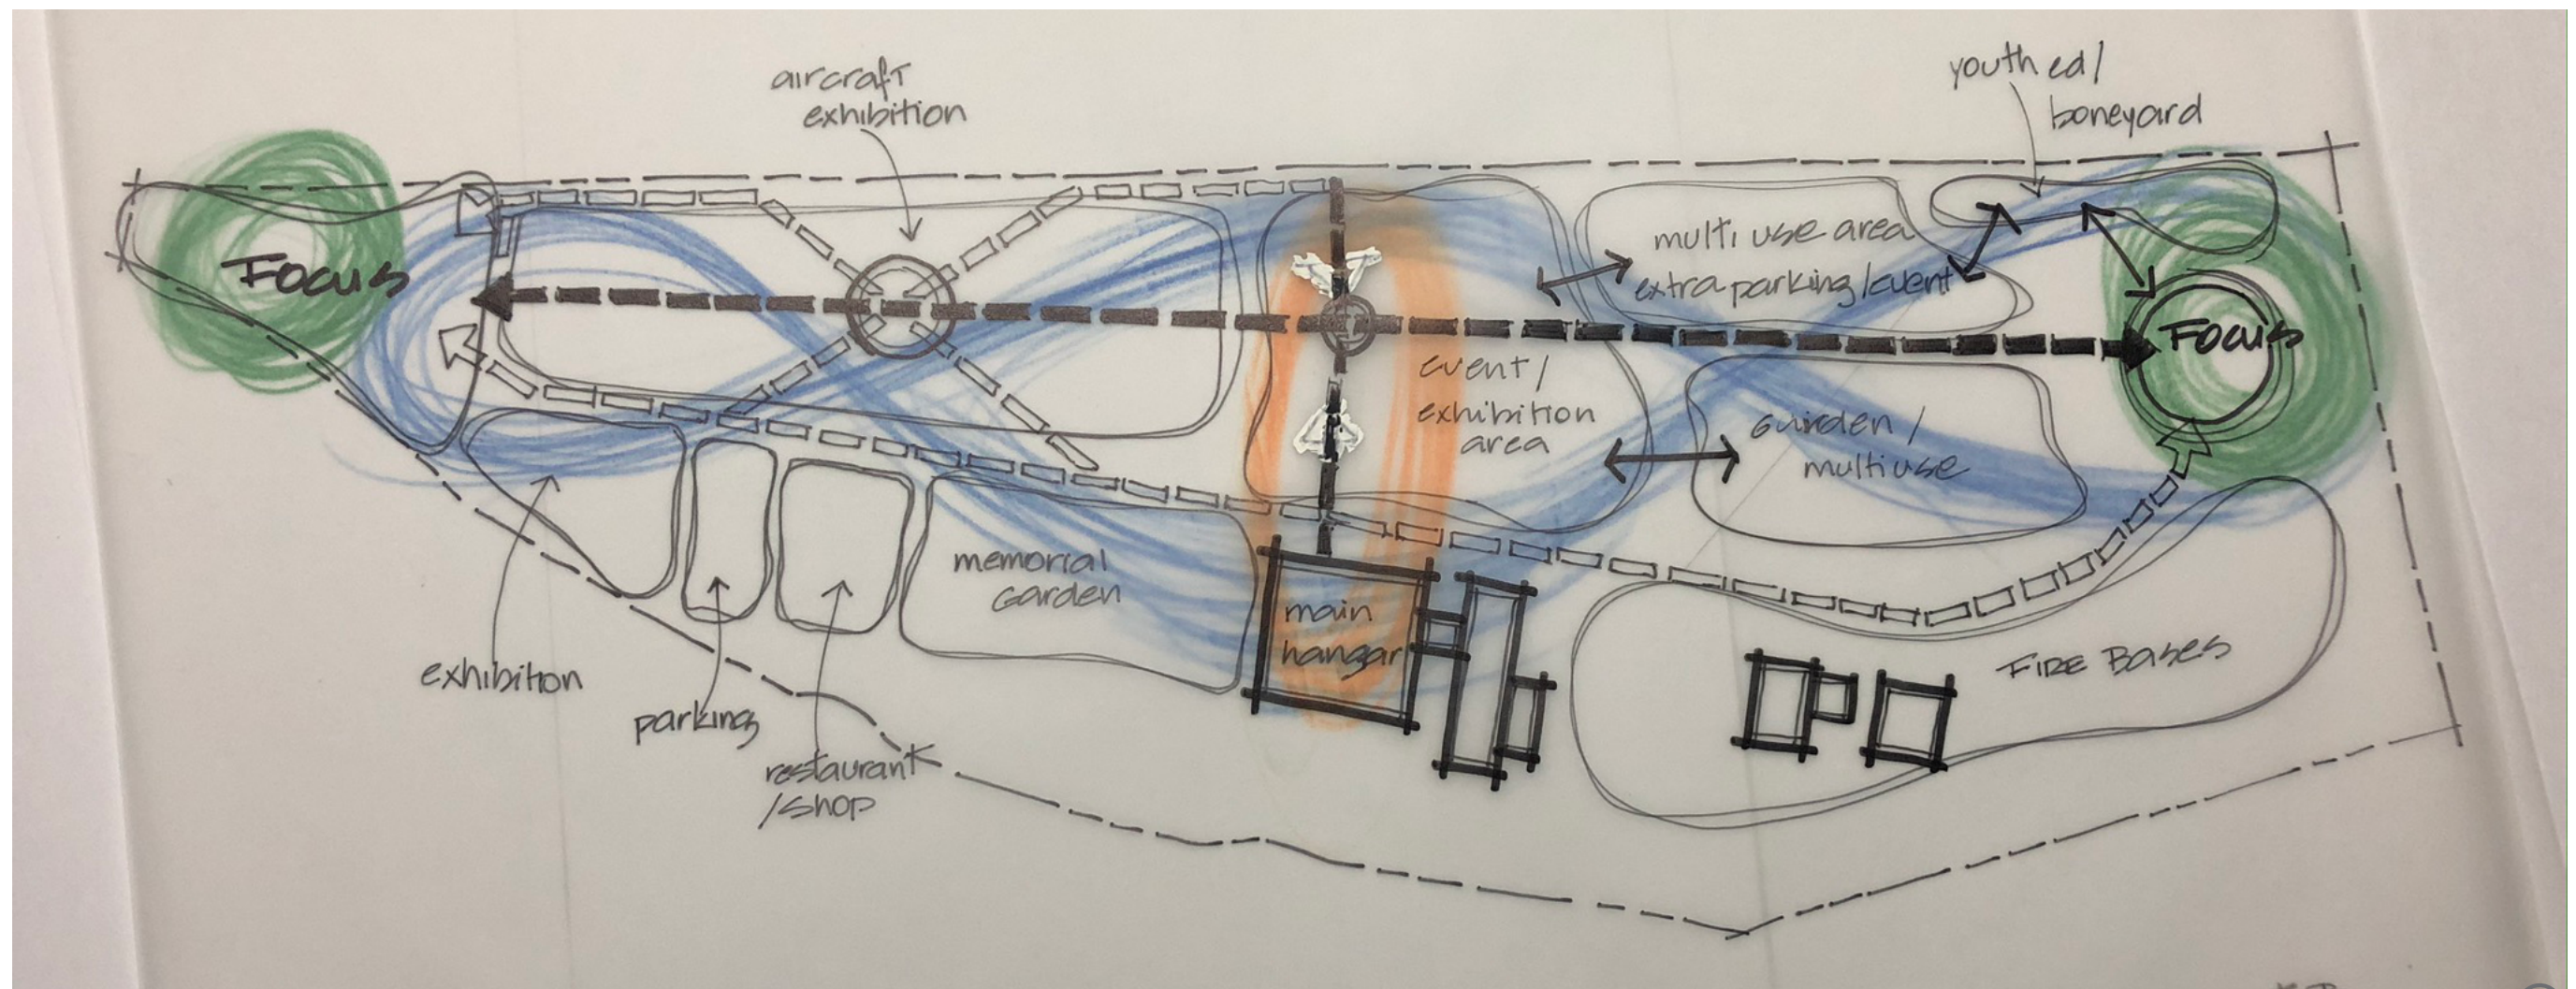 aircraft
exhibition
youth ed/
boneyard
Focus
multi use area
extra parking/event
Focus
event/
exhibition
area
Garden/
multiuse
memorial
Garden
main
hangar
FIRE BASES
exhibition
parking
restaurant
/shop